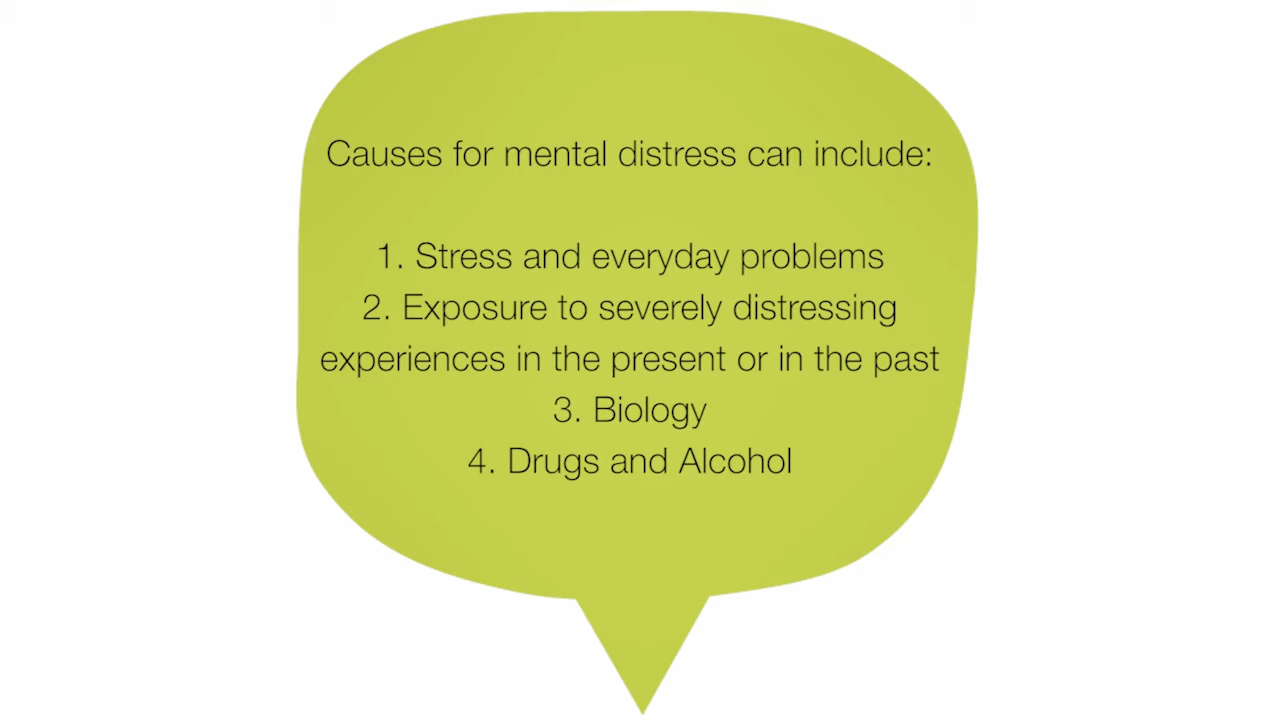 Causes for mental distress can include:
1. Stress and everyday problems
2. Exposure to severely distressing
experiences in the present or in the past
3. Biology
4. Drugs and Alcohol